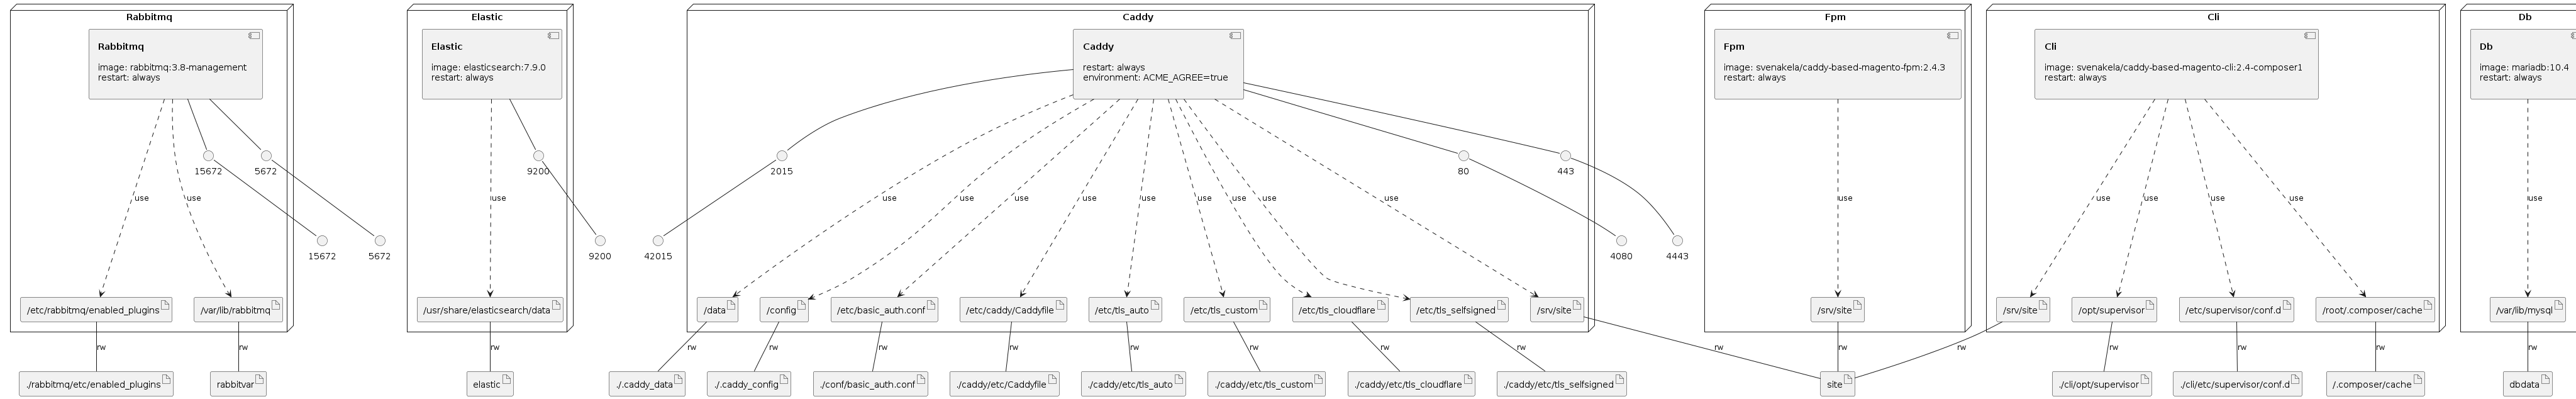 Rabbitmq
Rabbitmq
image: rabbitmq:3.8-management
restart: always
15672
5672
use
use
15672
5672
/etc/rabbitmq/enabled_plugins
/var/lib/rabbitmq
rw
rw
./rabbitmq/etc/enabled_plugins
rabbitvar
Elastic
Elastic
image: elasticsearch:7.9.0
restart: always
9200
use
9200
/usr/share/elasticsearch/data
rw
elastic
Caddy
Caddy
restart: always
environment: ACME_AGREE=true
2015
80
443
use
use
use
use
use
use
use
use
use
42015
4080
4443
/data
/config
/etc/basic_auth.conf
/etc/caddy/Caddyfile
/etc/tls_auto
/etc/tls_custom
/etc/tls_cloudflare
/etc/tls_selfsigned
/srv/site
rw
rw
rw
rw
rw
rw
rw
rw
rw
./.caddy_data
./.caddy_config
./conf/basic_auth.conf
./caddy/etc/Caddyfile
./caddy/etc/tls_auto
./caddy/etc/tls_custom
./caddy/etc/tls_cloudflare
./caddy/etc/tls_selfsigned
Fpm
Fpm
image: svenakela/caddy-based-magento-fpm:2.4.3
restart: always
use
/srv/site
rw
site
Cli
Cli
image: svenakela/caddy-based-magento-cli:2.4-composer1
restart: always
use
use
use
use
/srv/site
/opt/supervisor
/etc/supervisor/conf.d
/root/.composer/cache
rw
rw
rw
rw
./cli/opt/supervisor
./cli/etc/supervisor/conf.d
/.composer/cache
Db
Db
image: mariadb:10.4
restart: always
use
/var/lib/mysql
rw
dbdata